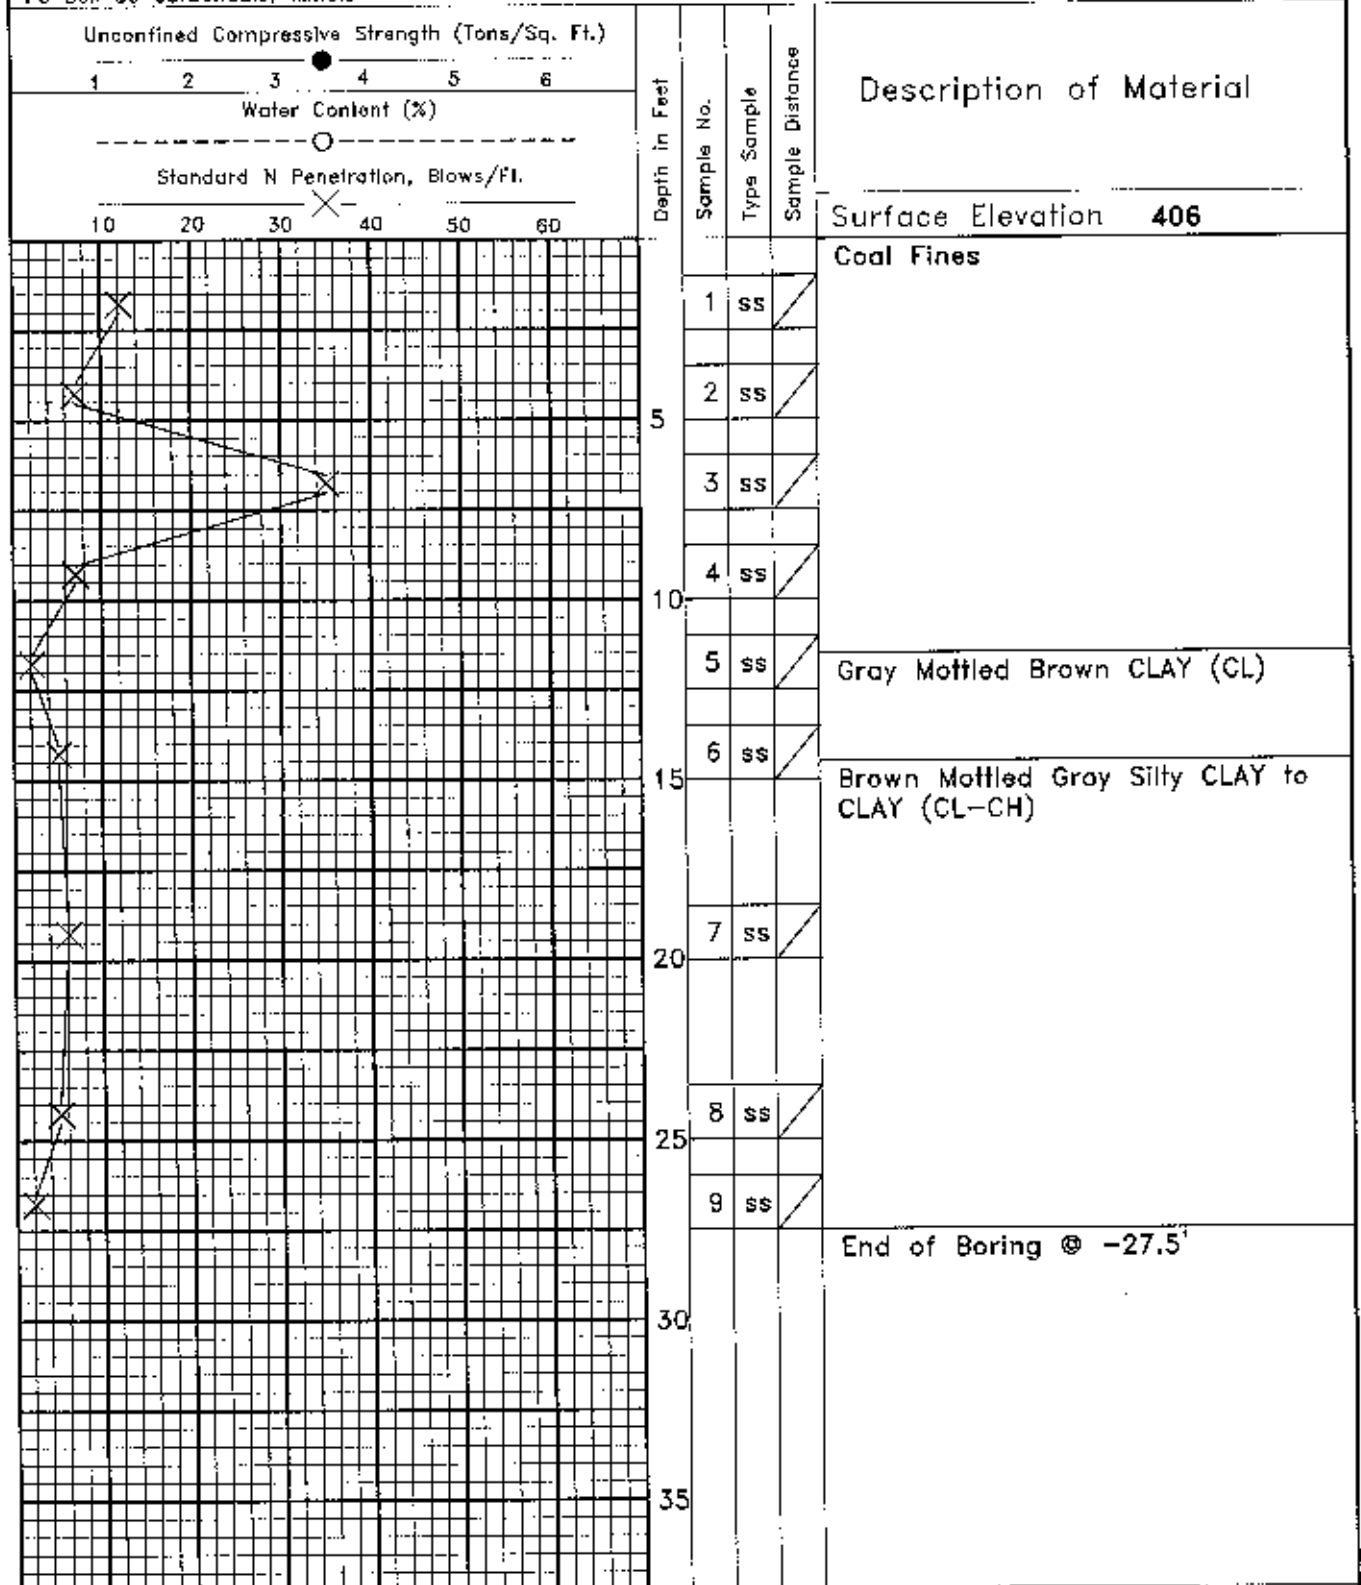 Unconfined Compressive Strength (Tons/Sq. Ft.)
1 2 3 4 5 6
Water Content (%)
Standard N Penetration, Blows/Ft.
10 20 30 40 50 60
Depth in Feet
Sample No.
Type Sample
Sample Distance
Description of Material
Surface Elevation 406
Coal Fines
1 ss
2 ss
5
3 ss
4 ss
10
5 ss
Gray Mottled Brown CLAY (CL)
6 ss
15
Brown Mottled Gray Silty CLAY to
CLAY (CL-CH)
7 ss
20
8 ss
25
9 ss
End of Boring @ -27.5'
30
35